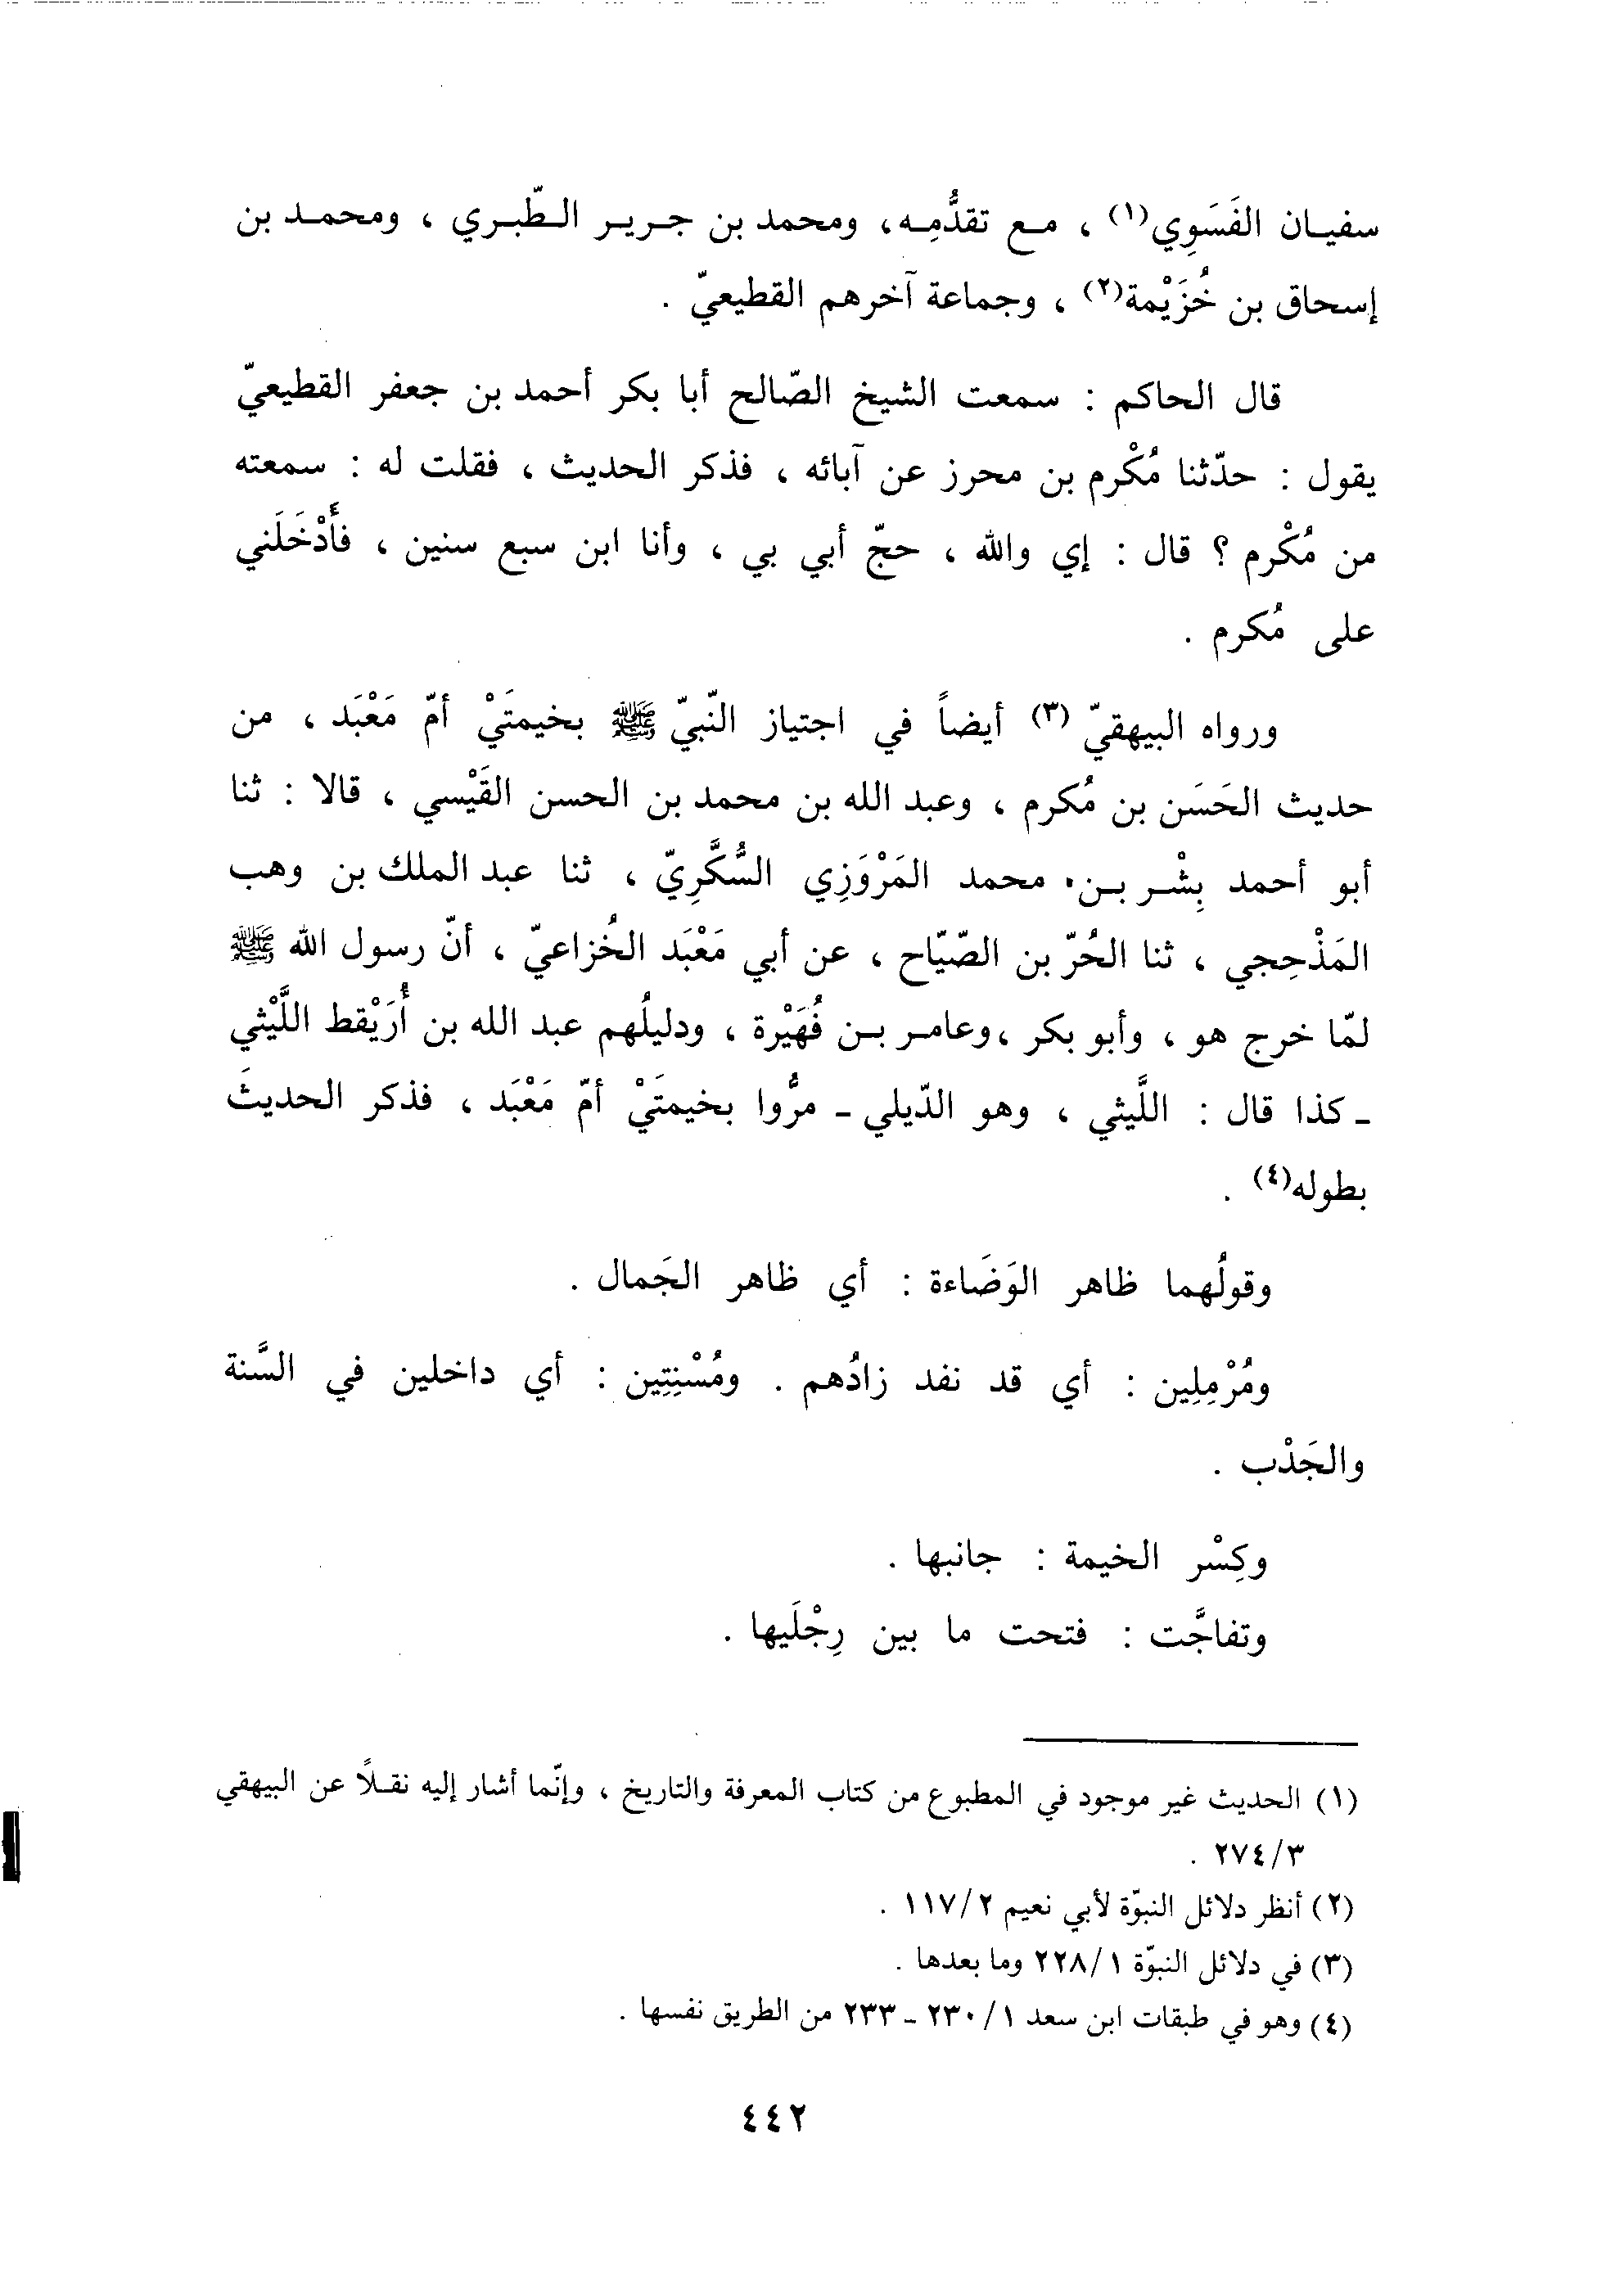 سفيان الفَسَوِي(١) ، مع تقدُّمِه، ومحمد بن جرير الطّبري ، ومحمد بن
إسحاق بن خُزَيْمة(٢) ، وجماعة آخرهم القطيعيّ .
قال الحاكم : سمعت الشيخ الصّالح أبا بكر أحمد بن جعفر القطيعيّ
يقول : حدّثنا مُكْرم بن محرز عن آبائه ، فذكر الحديث ، فقلت له : سمعته
من مُكْرم ؟ قال : إي والله ، حجّ أبي بي ، وأنا ابن سبع سنين ، فأَدْخَلَني
على مُكرم .
ورواه البيهقيّ (٣) أيضاً في اجتياز النّبيّ ﷺ بخيمتَيْ أمّ مَعْبَد ، من
حديث الحَسَن بن مُكرم ، وعبد الله بن محمد بن الحسن القَيْسي ، قالا : ثنا
أبو أحمد بِشْر بن محمد المَرْوَزِي السُّكَّرِيّ ، ثنا عبد الملك بن وهب
المَذْحِجي ، ثنا الحُرّ بن الصّيّاح ، عن أبي مَعْبَد الخُزاعيّ ، أنّ رسول الله ﷺ
لمّا خرج هو ، وأبو بكر ، وعامر بن فُهَيْرة ، ودليلُهم عبد الله بن أُرَيْقط اللَّيْثي
ـ كذا قال : اللَّيثي ، وهو الدّيلي ـ مرُّوا بخيمتَيْ أمّ مَعْبَد ، فذكر الحديثَ
بطوله(٤) .
وقولُهما ظاهر الوَضَاءة : أي ظاهر الجَمال .
ومُرْمِلِين : أي قد نفد زادُهم . ومُسْنِتِين : أي داخلين في السَّنة
والجَدْب .
وكِسْر الخيمة : جانبها .
وتفاجَّت : فتحت ما بين رِجْلَيها .
(١) الحديث غير موجود في المطبوع من كتاب المعرفة والتاريخ ، وإنّما أشار إليه نقلاً عن البيهقي
٢٧٤/٣ .
(٢) أنظر دلائل النبوّة لأبي نعيم ١١٧/٢ .
(٣) في دلائل النبوّة ٢٢٨/١ وما بعدها .
(٤) وهو في طبقات ابن سعد ٢٣٠/١ ـ ٢٣٣ من الطريق نفسها .
٤٤٢